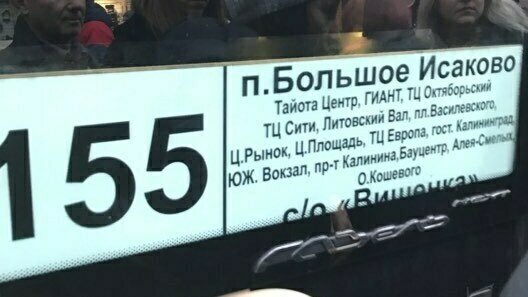 155
п.Большое Исаково
Тайота Центр, ГИАНТ, ТЦ Октябрьский
ТЦ Сити, Литовский Вал, пл.Василевского,
Ц.Рынок, Ц.Площадь, ТЦ Европа, гост. Калининград,
ЮЖ. Вокзал, пр-т Калинина,Бауцентр, Алея-Смелых,
О.Кошевого
с/о "Вишенка"